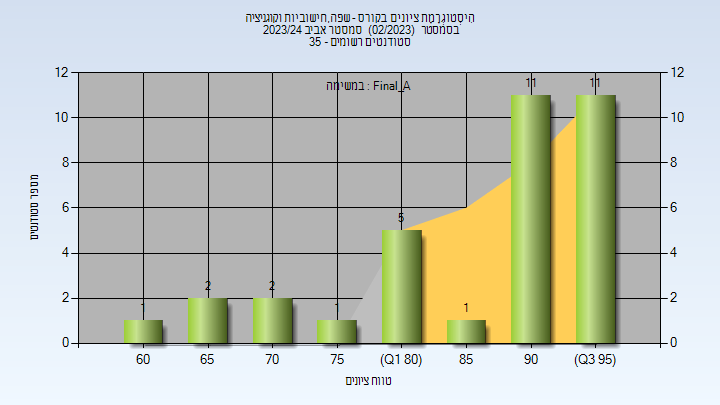 היסטוגרמת ציונים בקורס - שפה,חישוביות וקוגניציה
בסמסטר (02/2023) סמסטר אביב 2023/24
סטודנטים רשומים - 35
במשימה : Final_A
מספר סטודנטים
12 10 8 6 4 2 0
1 2 2 1 5 1 11 11
12 10 8 6 4 2 0
60 65 70 75 (Q1 80) 85 90 (Q3 95)
טווח ציונים